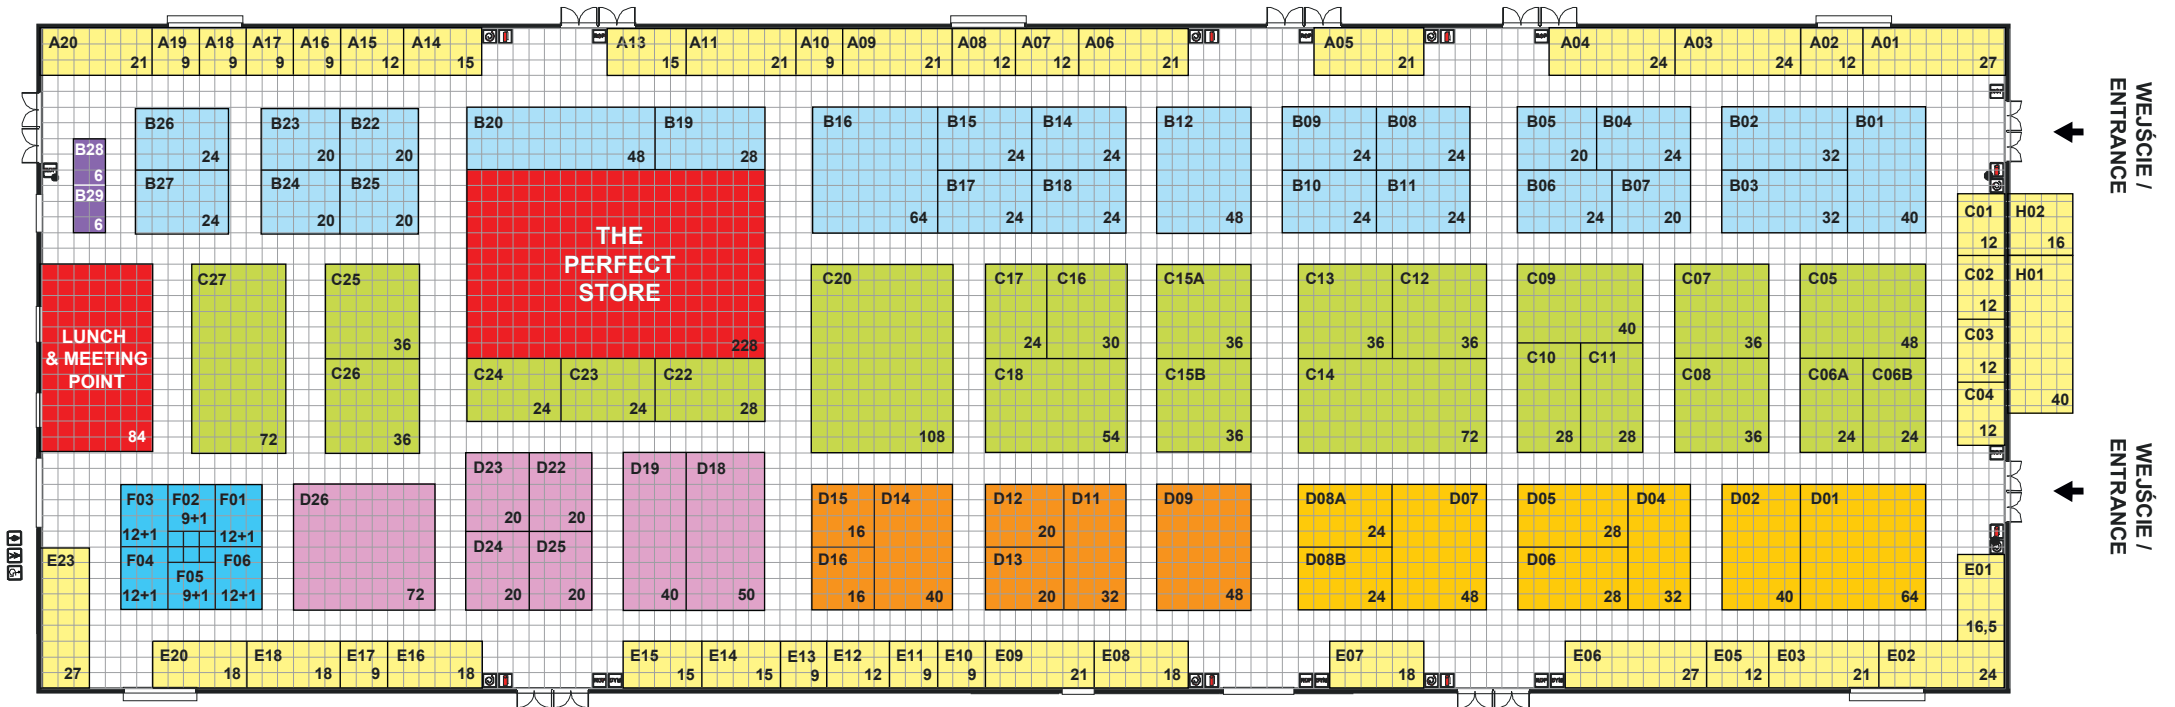 A20 A19 A18 A17 A16 A15 A14 A13 A11 A10 A09 A08 A07 A06 A05 A04 A03 A02 A01
21 9 9 9 9 12 15 15 21 9 21 12 12 21 21 24 24 12 27
WEJŚCIE /
ENTRANCE
B26 B23 B22 B20 B19 B16 B15 B14 B12 B09 B08 B05 B04 B02 B01
B28
24 20 20 48 28 24 24 24 24 20 24 32
6
B27 B24 B25 B17 B18 B10 B11 B06 B07 B03
B29
6
24 20 20 64 24 24 48 24 24 24 20 32 40
C01 H02
12 16
THE
PERFECT
STORE
228
C27 C25 C20 C17 C16 C15A C13 C12 C09 C07 C05 C02 H01
12
LUNCH
& MEETING
POINT
84
36 24 30 36 36 36 40 36 48
C03
12
C26 C24 C23 C22 C18 C15B C14 C10 C11 C08 C06A C06B
C04 40
24 24 28
72 36 108 54 36 72 28 28 36 24 24 12
WEJŚCIE /
ENTRANCE
D23 D22 D19 D18
F03 F02 F01 D26 D15 D14 D12 D11 D09 D08A D07 D05 D04 D02 D01
9+1
20 20
12+1 12+1 16 20 24 28
E23 F04 F06 D24 D25 D16 D13 D08B D06
F05
E01
12+1 9+1 12+1 72 20 20 40 50 16 40 20 32 48 24 48 28 32 40 64
16,5
E20 E18 E17 E16 E15 E14 E13 E12 E11 E10 E09 E08 E07 E06 E05 E03 E02
27 18 18 9 18 15 15 9 12 9 9 21 18 18 27 12 21 24